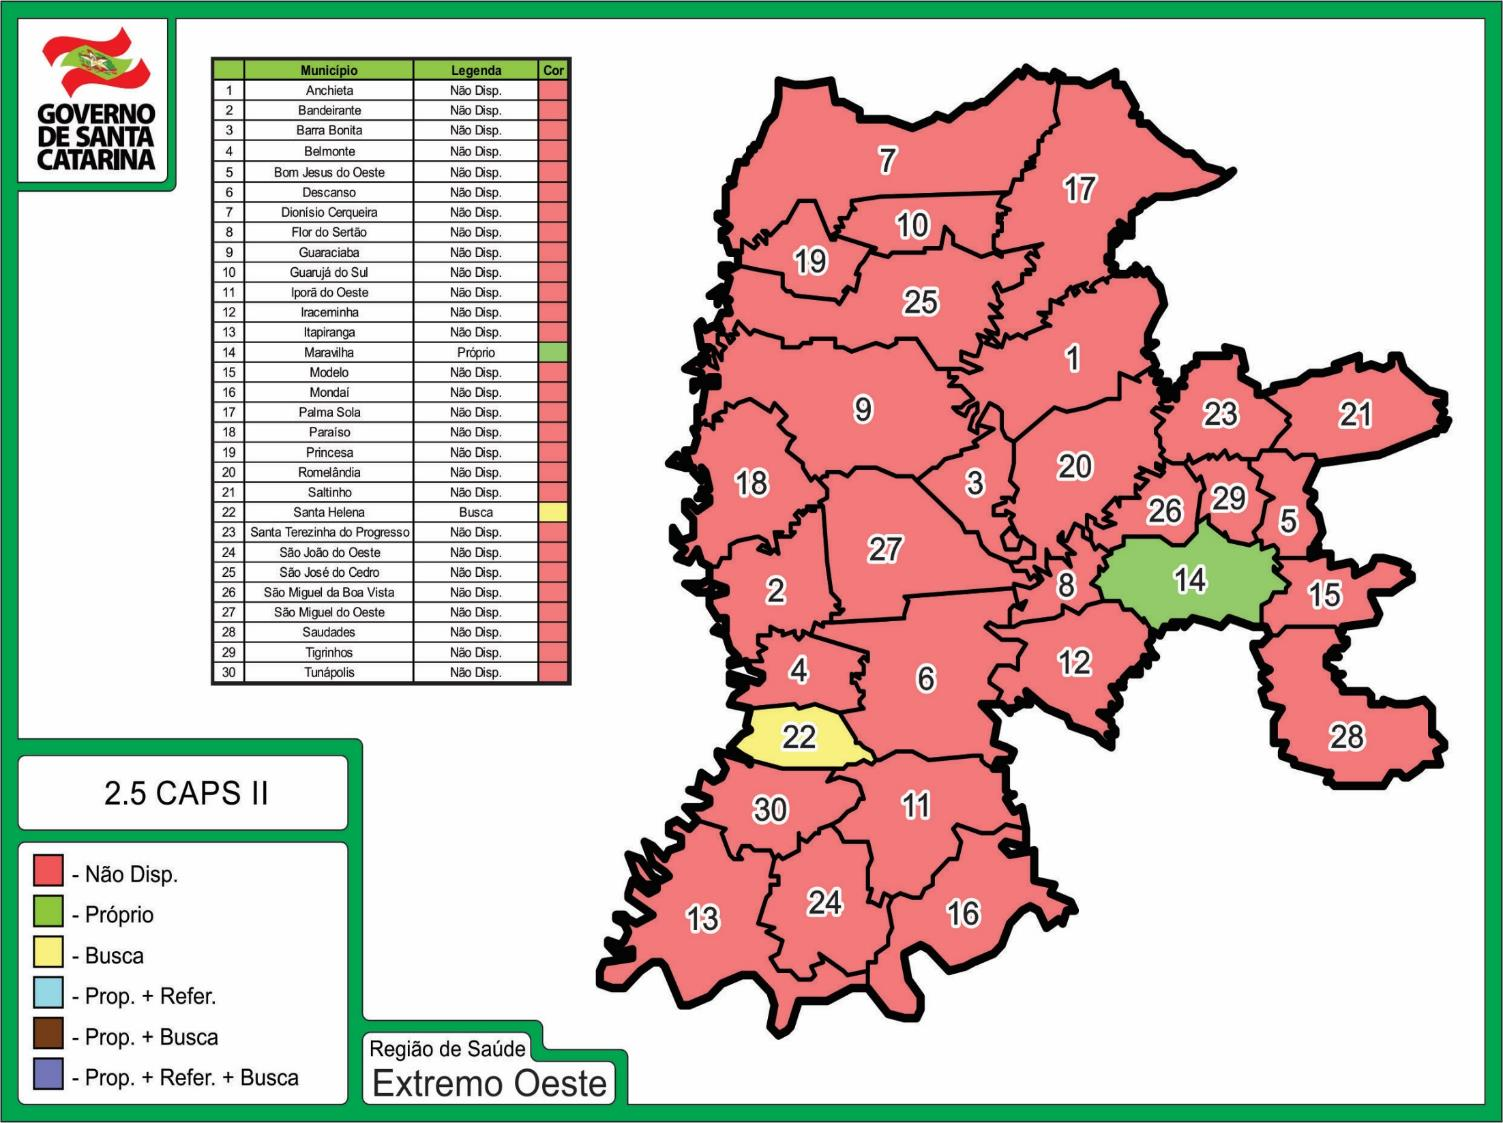 GOVERNO
DE SANTA
CATARINA
Município Legenda Cor
1 Anchieta Não Disp.
2 Bandeirante Não Disp.
3 Barra Bonita Não Disp.
4 Belmonte Não Disp.
5 Bom Jesus do Oeste Não Disp.
6 Descanso Não Disp.
7 Dionísio Cerqueira Não Disp.
8 Flor do Sertão Não Disp.
9 Guaraciaba Não Disp.
10 Guarujá do Sul Não Disp.
11 Iporã do Oeste Não Disp.
12 Iraceminha Não Disp.
13 Itapiranga Não Disp.
14 Maravilha Próprio
15 Modelo Não Disp.
16 Mondaí Não Disp.
17 Palma Sola Não Disp.
18 Paraíso Não Disp.
19 Princesa Não Disp.
20 Romelândia Não Disp.
21 Saltinho Não Disp.
22 Santa Helena Busca
23 Santa Terezinha do Progresso Não Disp.
24 São João do Oeste Não Disp.
25 São José do Cedro Não Disp.
26 São Miguel da Boa Vista Não Disp.
27 São Miguel do Oeste Não Disp.
28 Saudades Não Disp.
29 Tigrinhos Não Disp.
30 Tunápolis Não Disp.
7
17
10
19
25
1
9
23
21
18
3
20
26
29
5
27
2
8
14
15
4
6
12
22
28
30
11
13
24
16
2.5 CAPS II
- Não Disp.
- Próprio
- Busca
- Prop. + Refer.
- Prop. + Busca
- Prop. + Refer. + Busca
Região de Saúde
Extremo Oeste